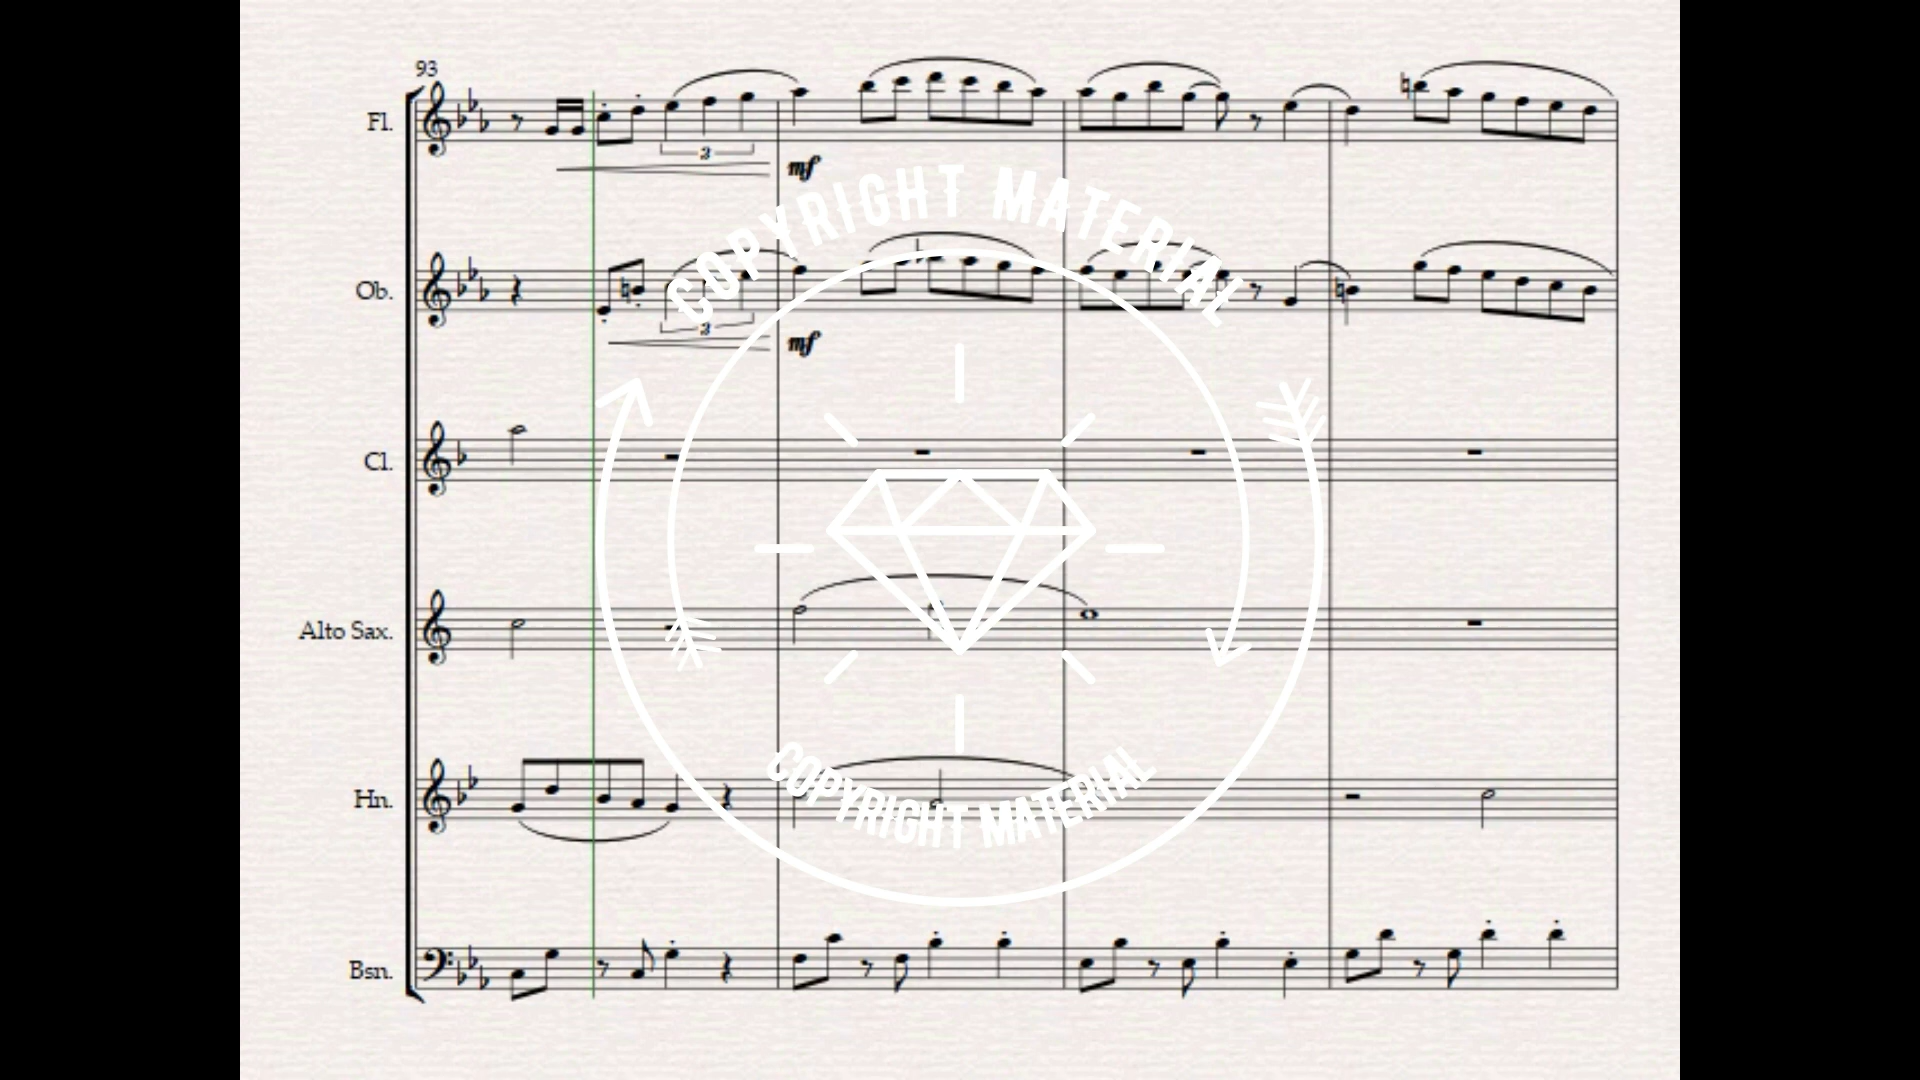 93
Fl.
3
mf
COPYRIGHT MATERIAL
Ob.
3
mf
Cl.
Alto Sax.
COPYRIGHT MATERIAL
Hn.
Bsn.